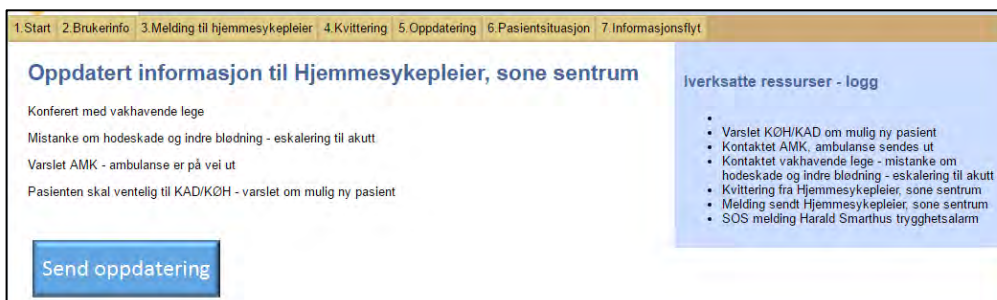 1.Start 2.Brukerinfo 3.Melding til hjemmesykepleier 4.Kvittering 5.Oppdatering 6.Pasientsituasjon 7.Informasjonsflyt
Oppdatert informasjon til Hjemmesykepleier, sone sentrum
Konferert med vakhavende lege
Mistanke om hodeskade og indre blødning - eskalering til akutt
Varslet AMK - ambulanse er på vei ut
Pasienten skal ventelig til KAD/KØH - varslet om mulig ny pasient
Send oppdatering
Iverksatte ressurser - logg
Varslet KØH/KAD om mulig ny pasient
Kontaktet AMK, ambulanse sendes ut
Kontaktet vakhavende lege - mistanke om
hodeskade og indre blødning - eskalering til akutt
Kvittering fra Hjemmesykepleier, sone sentrum
Melding sendt Hjemmesykepleier, sone sentrum
SOS melding Harald Smarthus trygghetsalarm